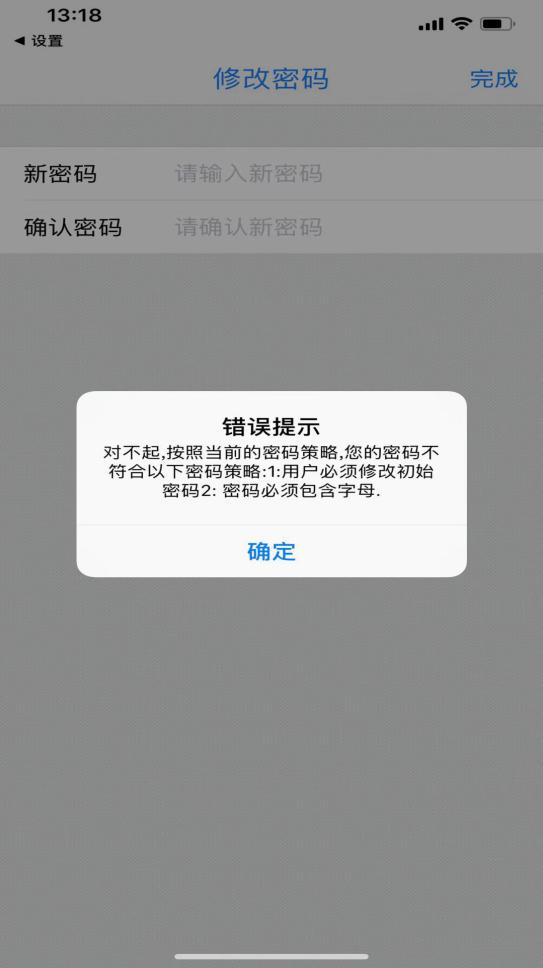 13:18
◀ 设置
修改密码
完成
新密码 请输入新密码
确认密码 请确认新密码
错误提示
对不起,按照当前的密码策略,您的密码不
符合以下密码策略:1:用户必须修改初始
密码2: 密码必须包含字母.
确定